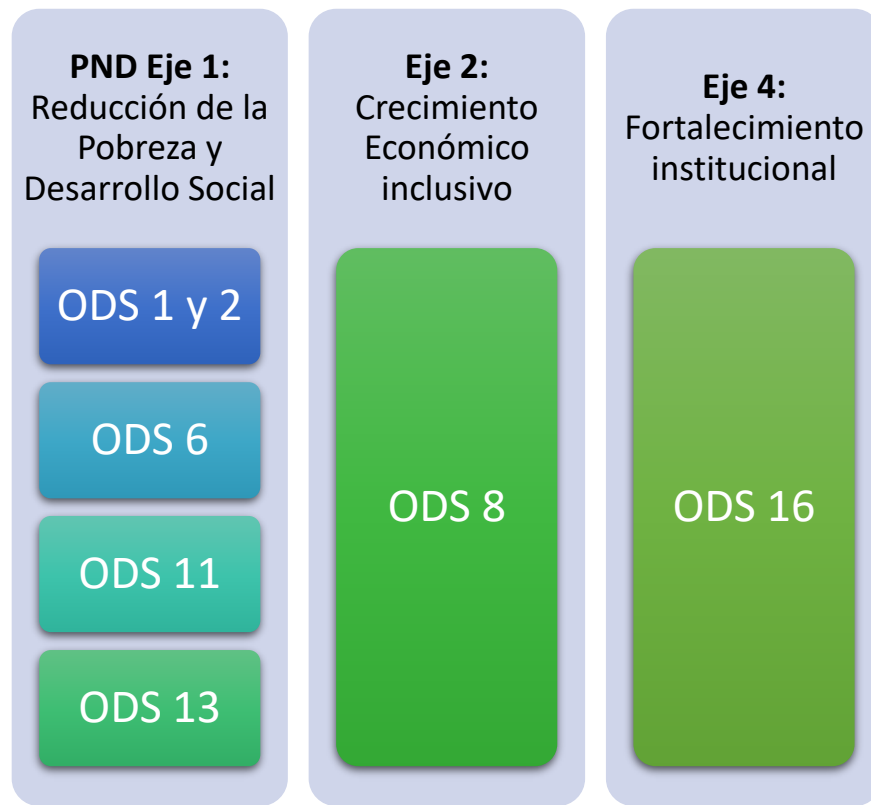 PND Eje 1:
Reducción de la
Pobreza y
Desarrollo Social
ODS 1 y 2
ODS 6
ODS 11
ODS 13
Eje 2:
Crecimiento
Económico
inclusivo
ODS 8
Eje 4:
Fortalecimiento
institucional
ODS 16